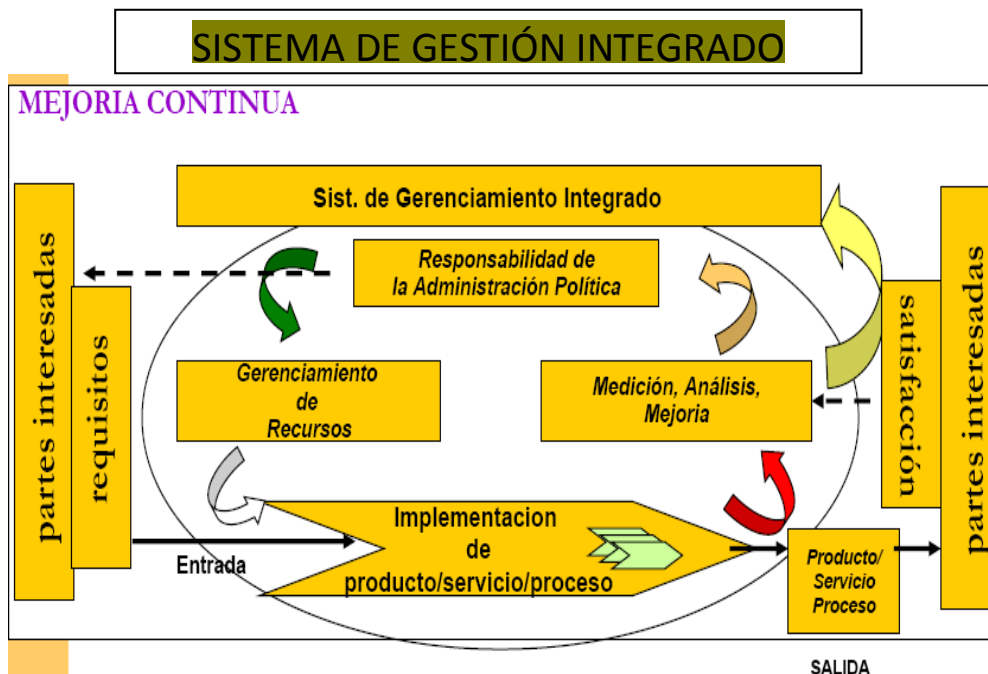 SISTEMA DE GESTIÓN INTEGRADO
MEJORIA CONTINUA
Sist. de Gerenciamiento Integrado
partes interesadas
requisitos
Responsabilidad de
la Administración Política
Gerenciamiento
de
Recursos
Medición, Análisis,
Mejoria
satisfacción
partes interesadas
Entrada
Implementacion
de
producto/servicio/proceso
Producto/
Servicio
Proceso
SALIDA